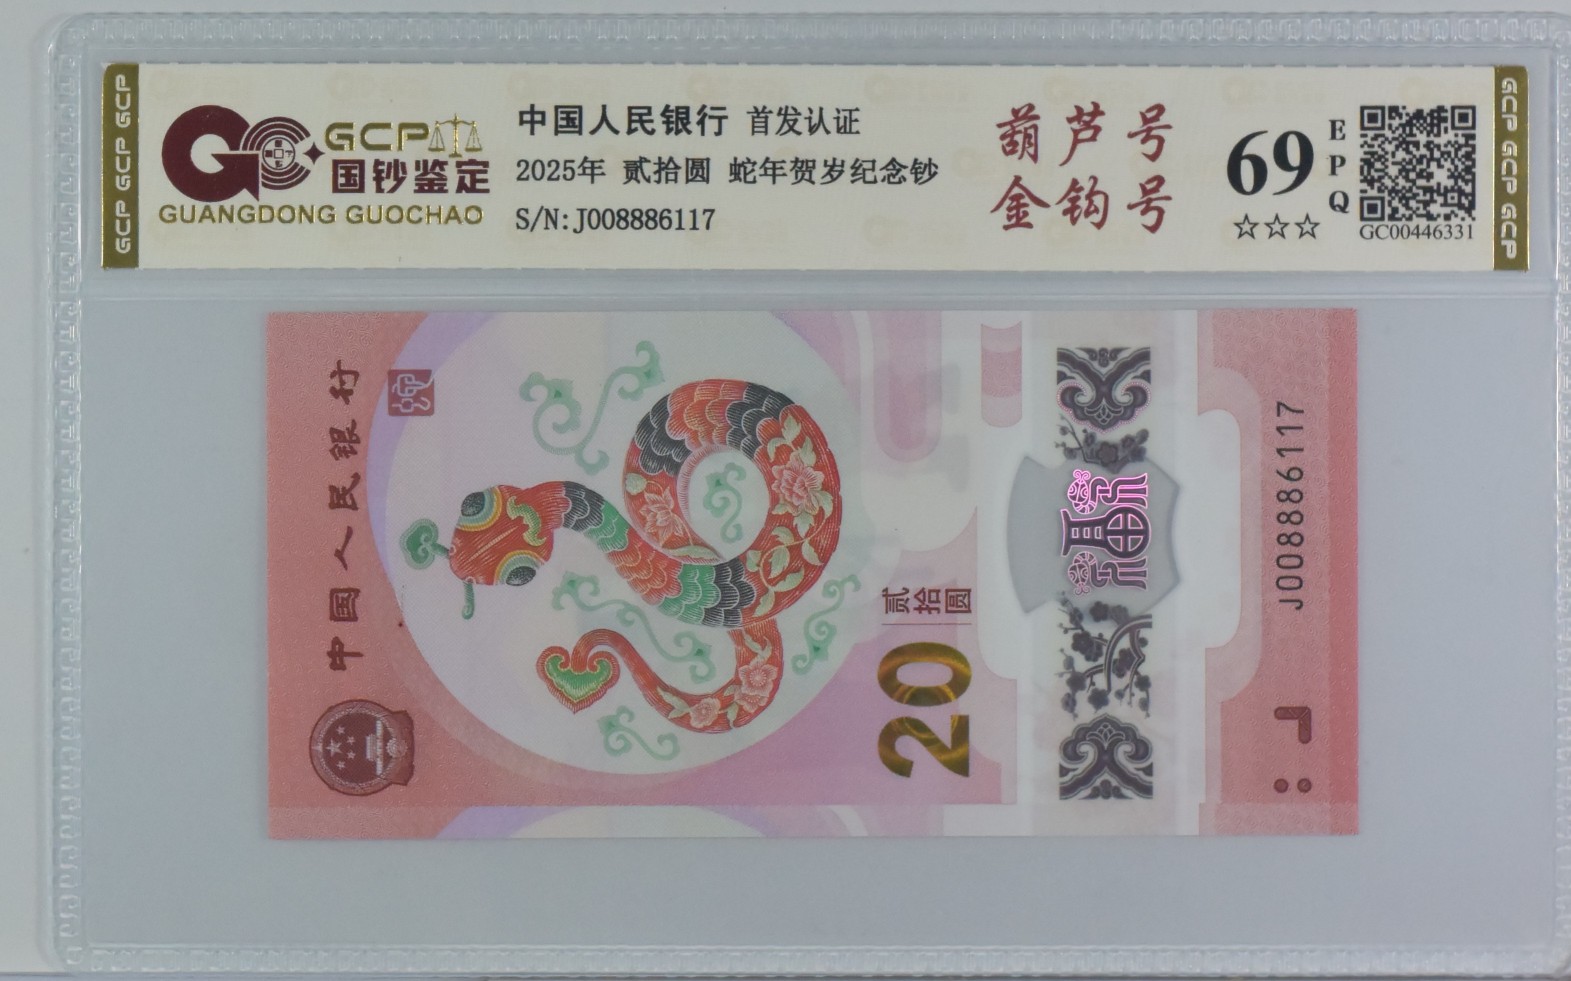 GCP GCP GCP
GCP
国钞鉴定
GUANGDONG GUOCHAO
中国人民银行 首发认证
2025年 贰拾圆 蛇年贺岁纪念钞
S/N:J008886117
葫芦号
金钩号
69
EPQ
☆☆☆
GC00446331
GCP GCP GCP
中国人民银行
贰拾圆
20
J008886117